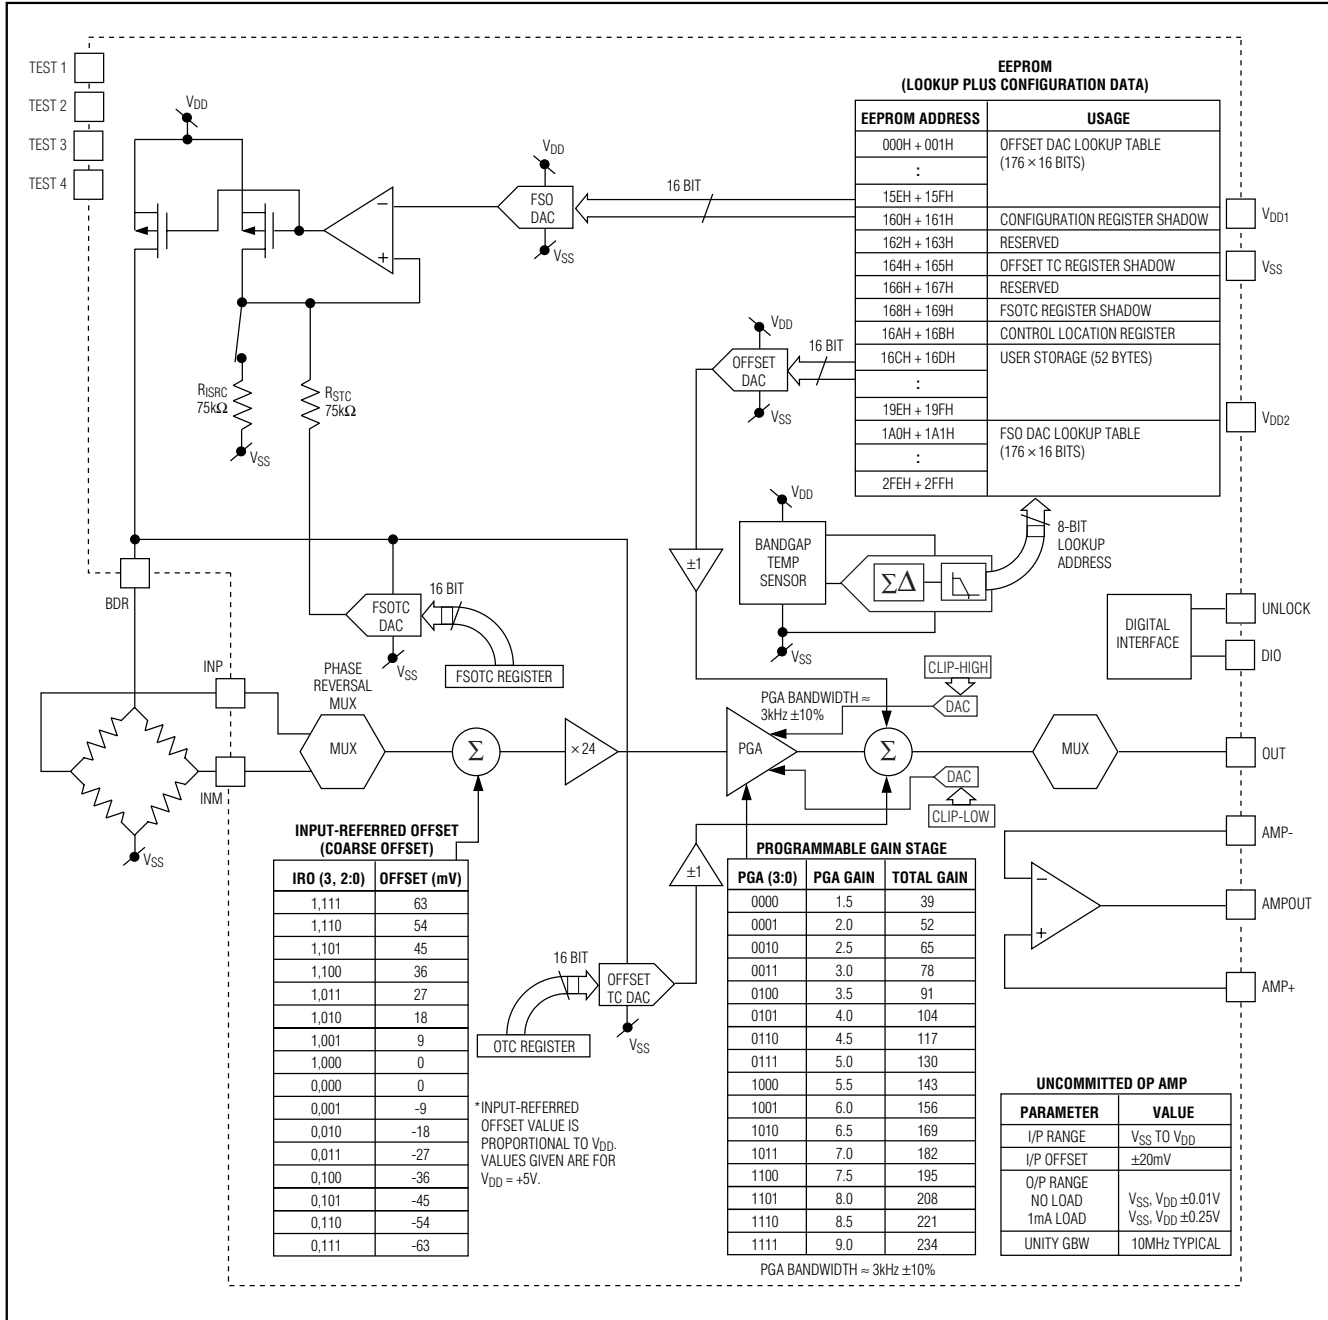 TEST 1
TEST 2
TEST 3
TEST 4
VDD
EEPROM
(LOOKUP PLUS CONFIGURATION DATA)
EEPROM ADDRESS USAGE
000H + 001H OFFSET DAC LOOKUP TABLE
(176 × 16 BITS)
:
15EH + 15FH
160H + 161H CONFIGURATION REGISTER SHADOW
162H + 163H RESERVED
164H + 165H OFFSET TC REGISTER SHADOW
166H + 167H RESERVED
168H + 169H FSOTC REGISTER SHADOW
16AH + 16BH CONTROL LOCATION REGISTER
16CH + 16DH USER STORAGE (52 BYTES)
:
19EH + 19FH
1A0H + 1A1H FSO DAC LOOKUP TABLE
(176 × 16 BITS)
:
2FEH + 2FFH
−
+
VDD
FSO
DAC
VSS
16 BIT
VDD1
VSS
VDD2
VDD
OFFSET
DAC
VSS
16 BIT
RISRC
75kΩ
VSS
RSTC
75kΩ
±1
VDD
BANDGAP
TEMP
SENSOR
VSS
ΣΔ
8-BIT
LOOKUP
ADDRESS
BDR
FSOTC
DAC
VSS
16 BIT
FSOTC REGISTER
DIGITAL
INTERFACE
UNLOCK
DIO
INP
INM
VSS
PHASE
REVERSAL
MUX
MUX
Σ
× 24
PGA BANDWIDTH ≈
3kHz ±10%
PGA
CLIP-HIGH
DAC
Σ
DAC
CLIP-LOW
MUX
OUT
INPUT-REFERRED OFFSET
(COARSE OFFSET)
IRO (3, 2:0) OFFSET (mV)
1,111 63
1,110 54
1,101 45
1,100 36
1,011 27
1,010 18
1,001 9
1,000 0
0,000 0
0,001 -9
0,010 -18
0,011 -27
0,100 -36
0,101 -45
0,110 -54
0,111 -63
*INPUT-REFERRED
OFFSET VALUE IS
PROPORTIONAL TO VDD.
VALUES GIVEN ARE FOR
VDD = +5V.
±1
16 BIT
OFFSET
TC DAC
VSS
OTC REGISTER
PROGRAMMABLE GAIN STAGE
PGA (3:0) PGA GAIN TOTAL GAIN
0000 1.5 39
0001 2.0 52
0010 2.5 65
0011 3.0 78
0100 3.5 91
0101 4.0 104
0110 4.5 117
0111 5.0 130
1000 5.5 143
1001 6.0 156
1010 6.5 169
1011 7.0 182
1100 7.5 195
1101 8.0 208
1110 8.5 221
1111 9.0 234
PGA BANDWIDTH ≈ 3kHz ±10%
AMP-
−
AMPOUT
+
AMP+
UNCOMMITTED OP AMP
PARAMETER VALUE
I/P RANGE VSS TO VDD
I/P OFFSET ±20mV
O/P RANGE
NO LOAD VSS, VDD ±0.01V
1mA LOAD VSS, VDD ±0.25V
UNITY GBW 10MHz TYPICAL